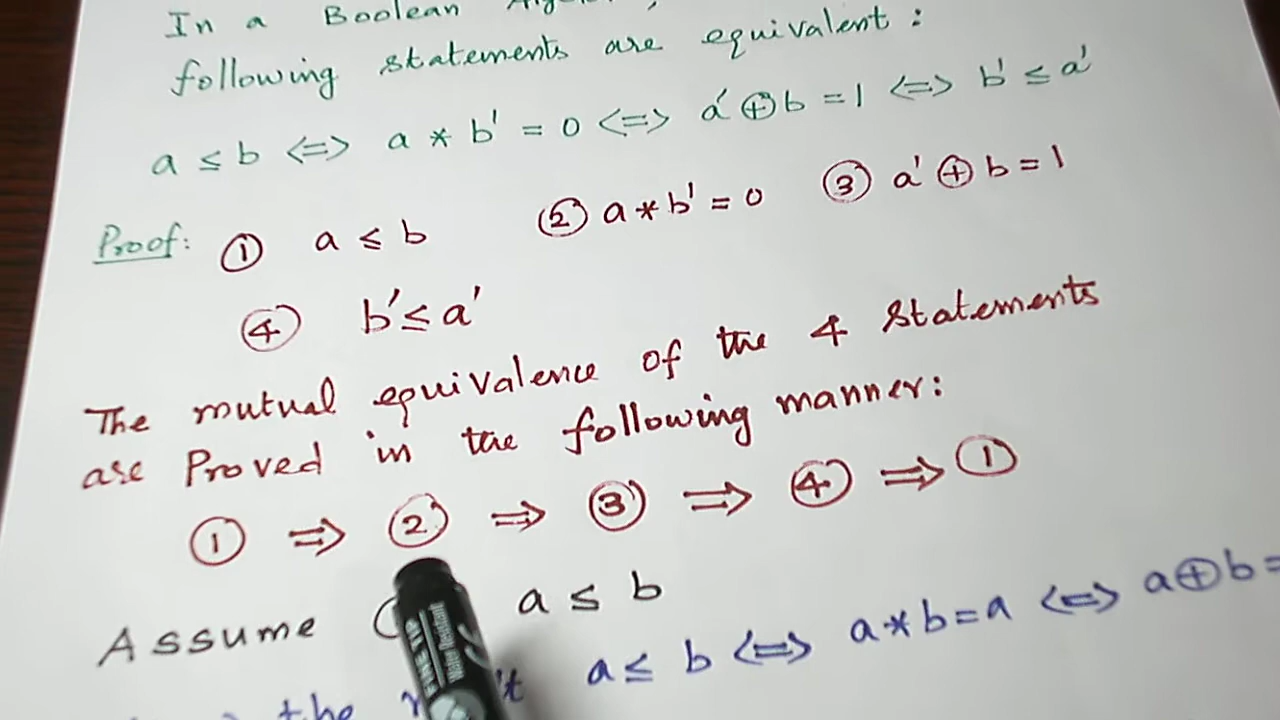 In a Boolean
following statements are equivalent :
a ≤ b <=> a * b' = 0 <=> a' ⊕ b = 1 <=> b' ≤ a'
Proof: ① a ≤ b ② a * b' = 0 ③ a' ⊕ b = 1
④ b' ≤ a'
The mutual equivalence of the 4 statements
are Proved in the following manner:
① ⇒ ② ⇒ ③ ⇒ ④ ⇒ ①
Assume a ≤ b
the a ≤ b <=> a * b = a <=> a ⊕ b =